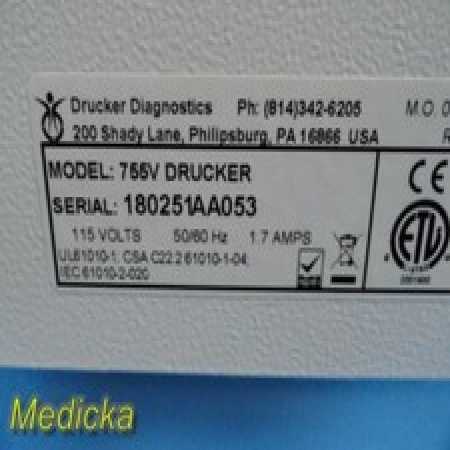 Drucker Diagnostics Ph: (814)342-6205 M.O. 0
200 Shady Lane, Philipsburg, PA 16866 USA R
MODEL: 755V DRUCKER
SERIAL: 180251AA053
115 VOLTS 50/60 Hz 1.7 AMPS
UL61010-1; CSA C22.2 61010-1-04;
IEC 61010-2-020
CE
ETL
Medicka